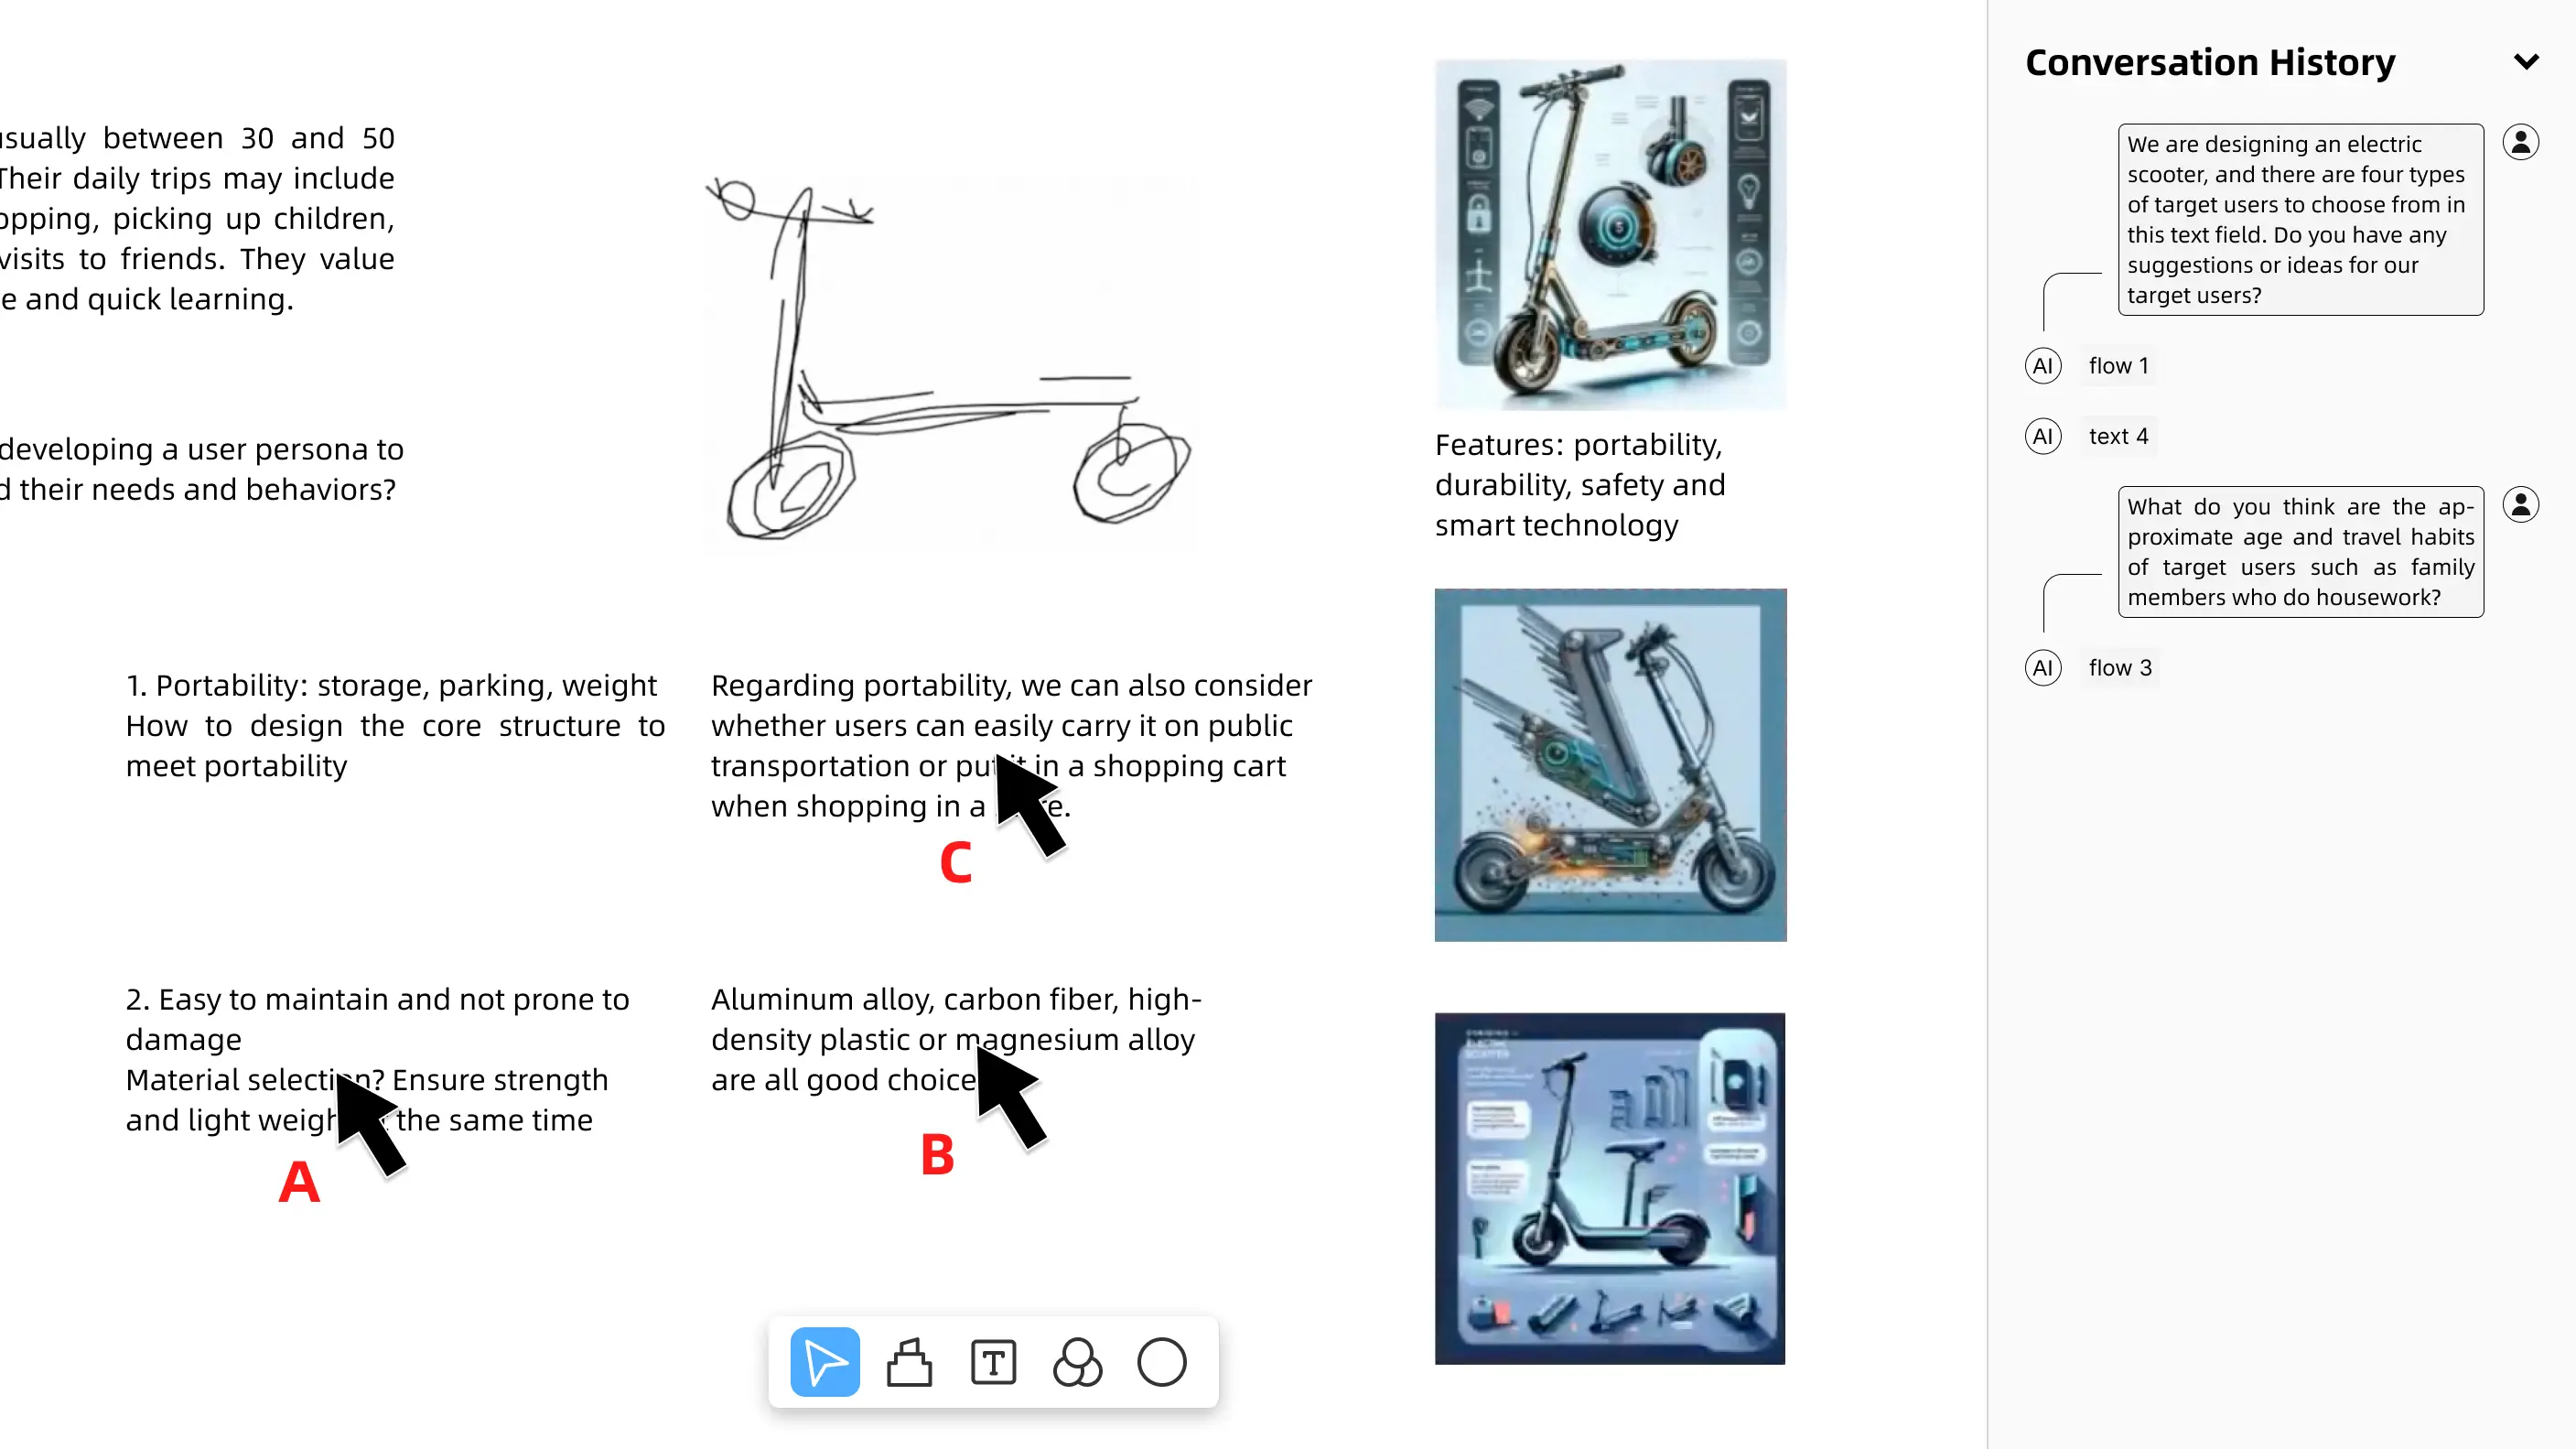 usually between 30 and 50
Their daily trips may include
opping, picking up children,
visits to friends. They value
e and quick learning.
developing a user persona to
d their needs and behaviors?
1. Portability: storage, parking, weight
How to design the core structure to
meet portability
Regarding portability, we can also consider
whether users can easily carry it on public
transportation or put it in a shopping cart
when shopping in a
C
2. Easy to maintain and not prone to
damage
Material selection? Ensure strength
and light weight the same time
A
Aluminum alloy, carbon fiber, high-
density plastic or magnesium alloy
are all good choice
B
Features: portability,
durability, safety and
smart technology
T
Conversation History
We are designing an electric
scooter, and there are four types
of target users to choose from in
this text field. Do you have any
suggestions or ideas for our
target users?
AI flow 1
AI text 4
What do you think are the ap-
proximate age and travel habits
of target users such as family
members who do housework?
AI flow 3